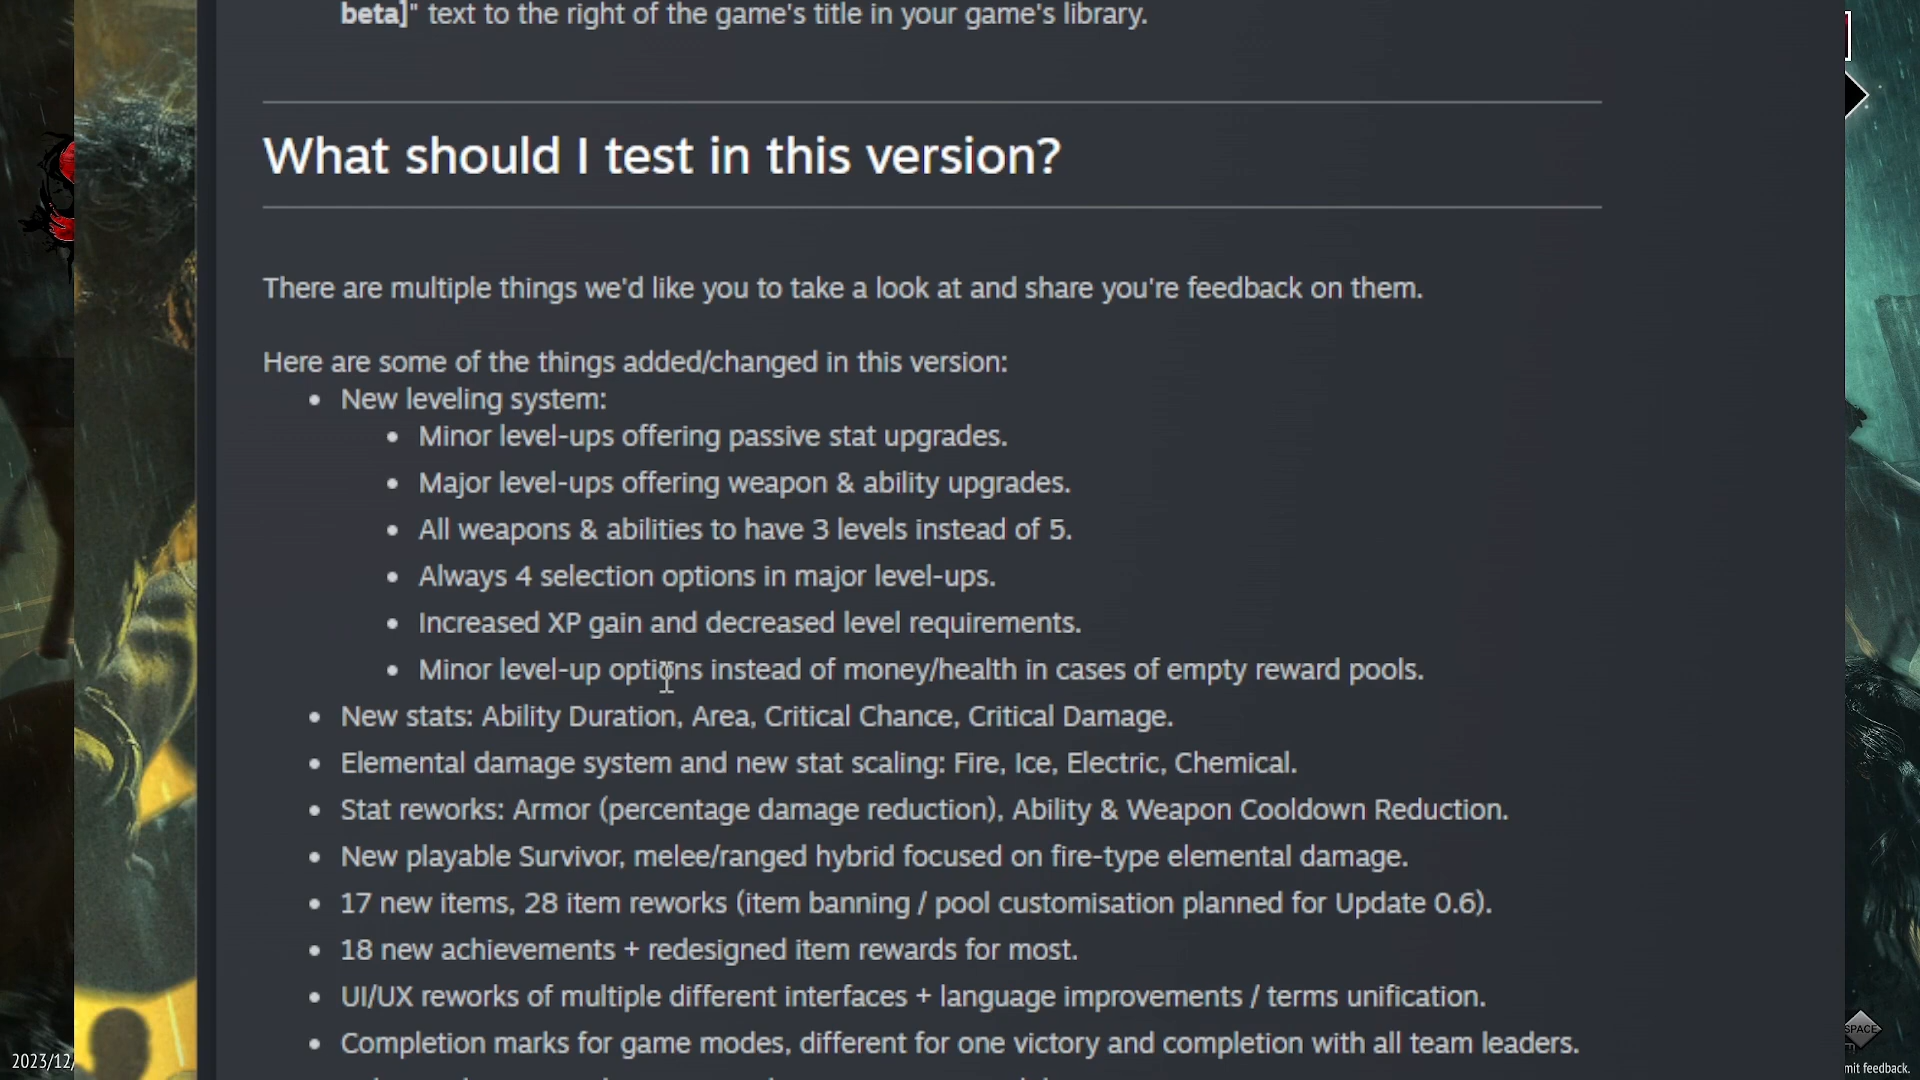 beta]" text to the right of the game's title in your game's library.
What should I test in this version?
There are multiple things we'd like you to take a look at and share you're feedback on them.
Here are some of the things added/changed in this version:
• New leveling system:
• Minor level-ups offering passive stat upgrades.
• Major level-ups offering weapon & ability upgrades.
• All weapons & abilities to have 3 levels instead of 5.
• Always 4 selection options in major level-ups.
• Increased XP gain and decreased level requirements.
• Minor level-up options instead of money/health in cases of empty reward pools.
• New stats: Ability Duration, Area, Critical Chance, Critical Damage.
• Elemental damage system and new stat scaling: Fire, Ice, Electric, Chemical.
• Stat reworks: Armor (percentage damage reduction), Ability & Weapon Cooldown Reduction.
• New playable Survivor, melee/ranged hybrid focused on fire-type elemental damage.
• 17 new items, 28 item reworks (item banning / pool customisation planned for Update 0.6).
• 18 new achievements + redesigned item rewards for most.
• UI/UX reworks of multiple different interfaces + language improvements / terms unification.
• Completion marks for game modes, different for one victory and completion with all team leaders.
SPACE
2023/12/
mit feedback.